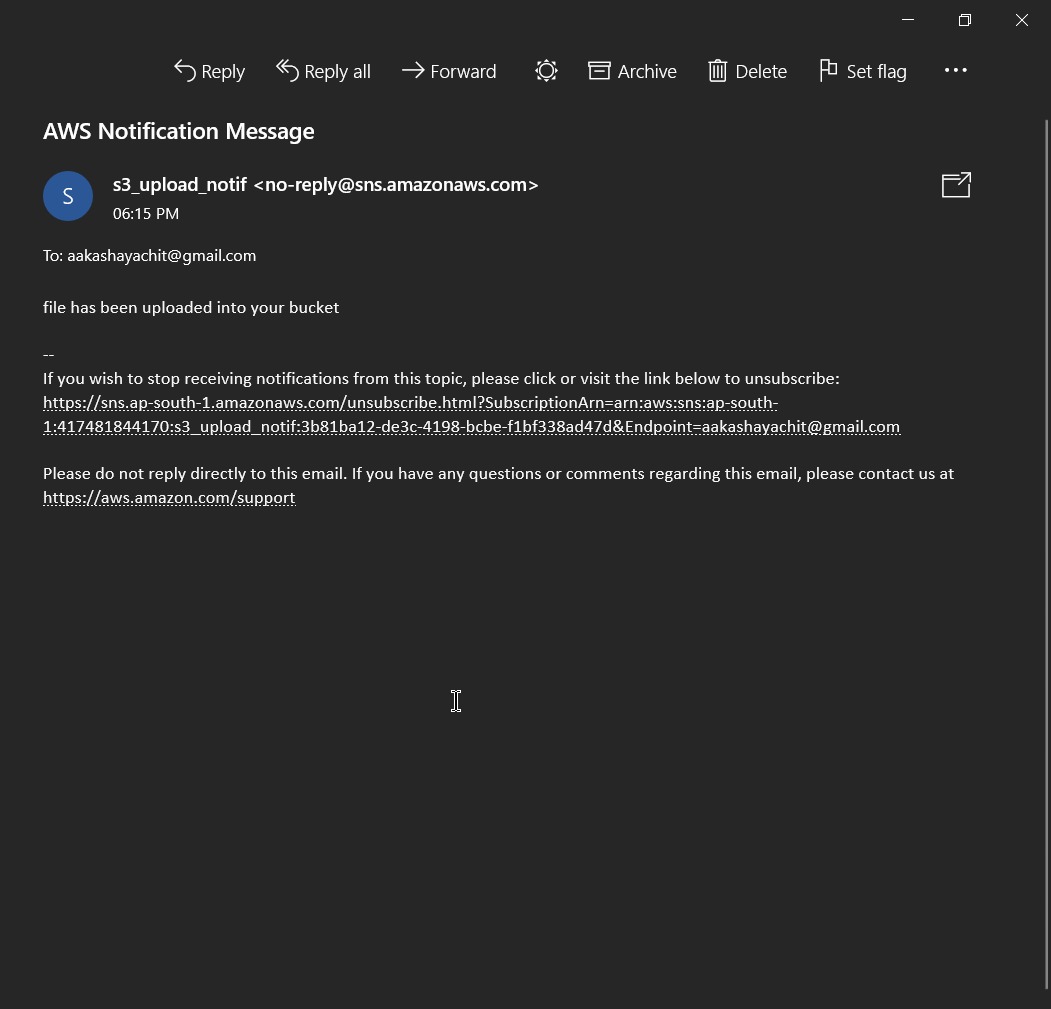 Reply Reply all Forward Archive Delete Set flag
AWS Notification Message
S
s3_upload_notif <no-reply@sns.amazonaws.com>
06:15 PM
To: aakashayachit@gmail.com
file has been uploaded into your bucket
--
If you wish to stop receiving notifications from this topic, please click or visit the link below to unsubscribe:
https://sns.ap-south-1.amazonaws.com/unsubscribe.html?SubscriptionArn=arn:aws:sns:ap-south-
1:417481844170:s3_upload_notif:3b81ba12-de3c-4198-bcbe-f1bf338ad47d&Endpoint=aakashayachit@gmail.com
Please do not reply directly to this email. If you have any questions or comments regarding this email, please contact us at
https://aws.amazon.com/support